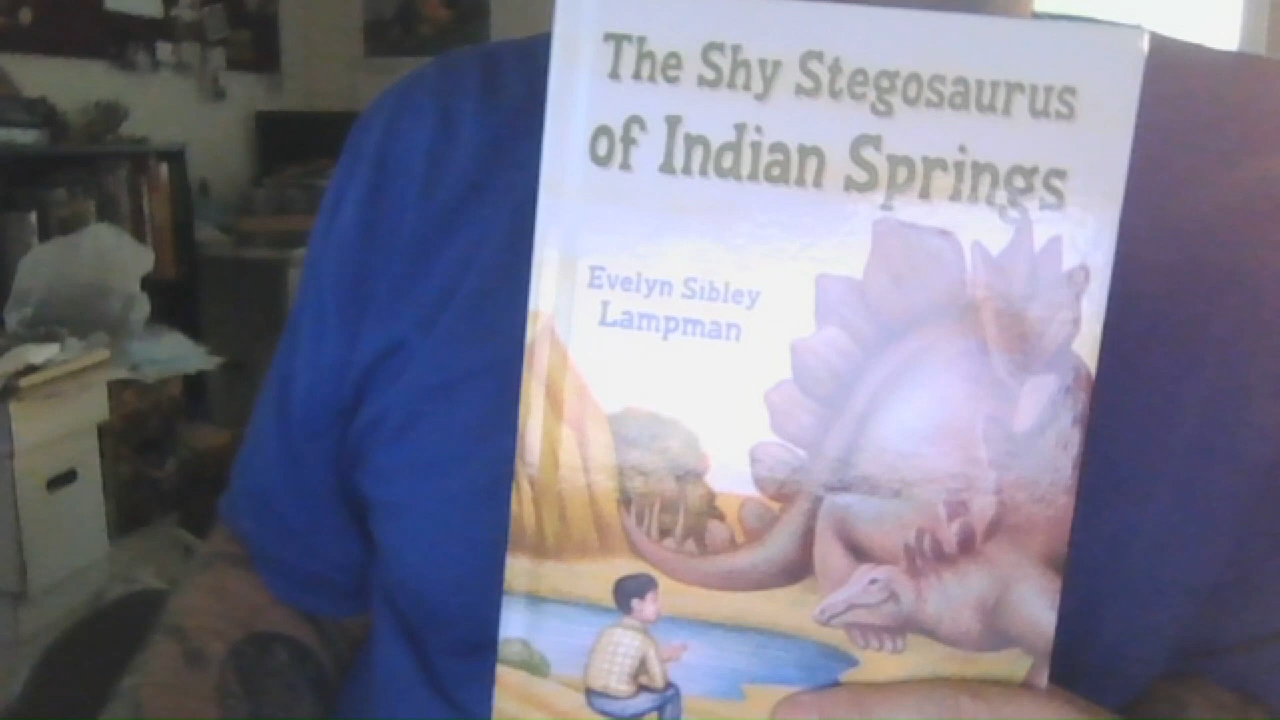 The Shy Stegosaurus
of Indian Springs
Evelyn Sibley
Lampman